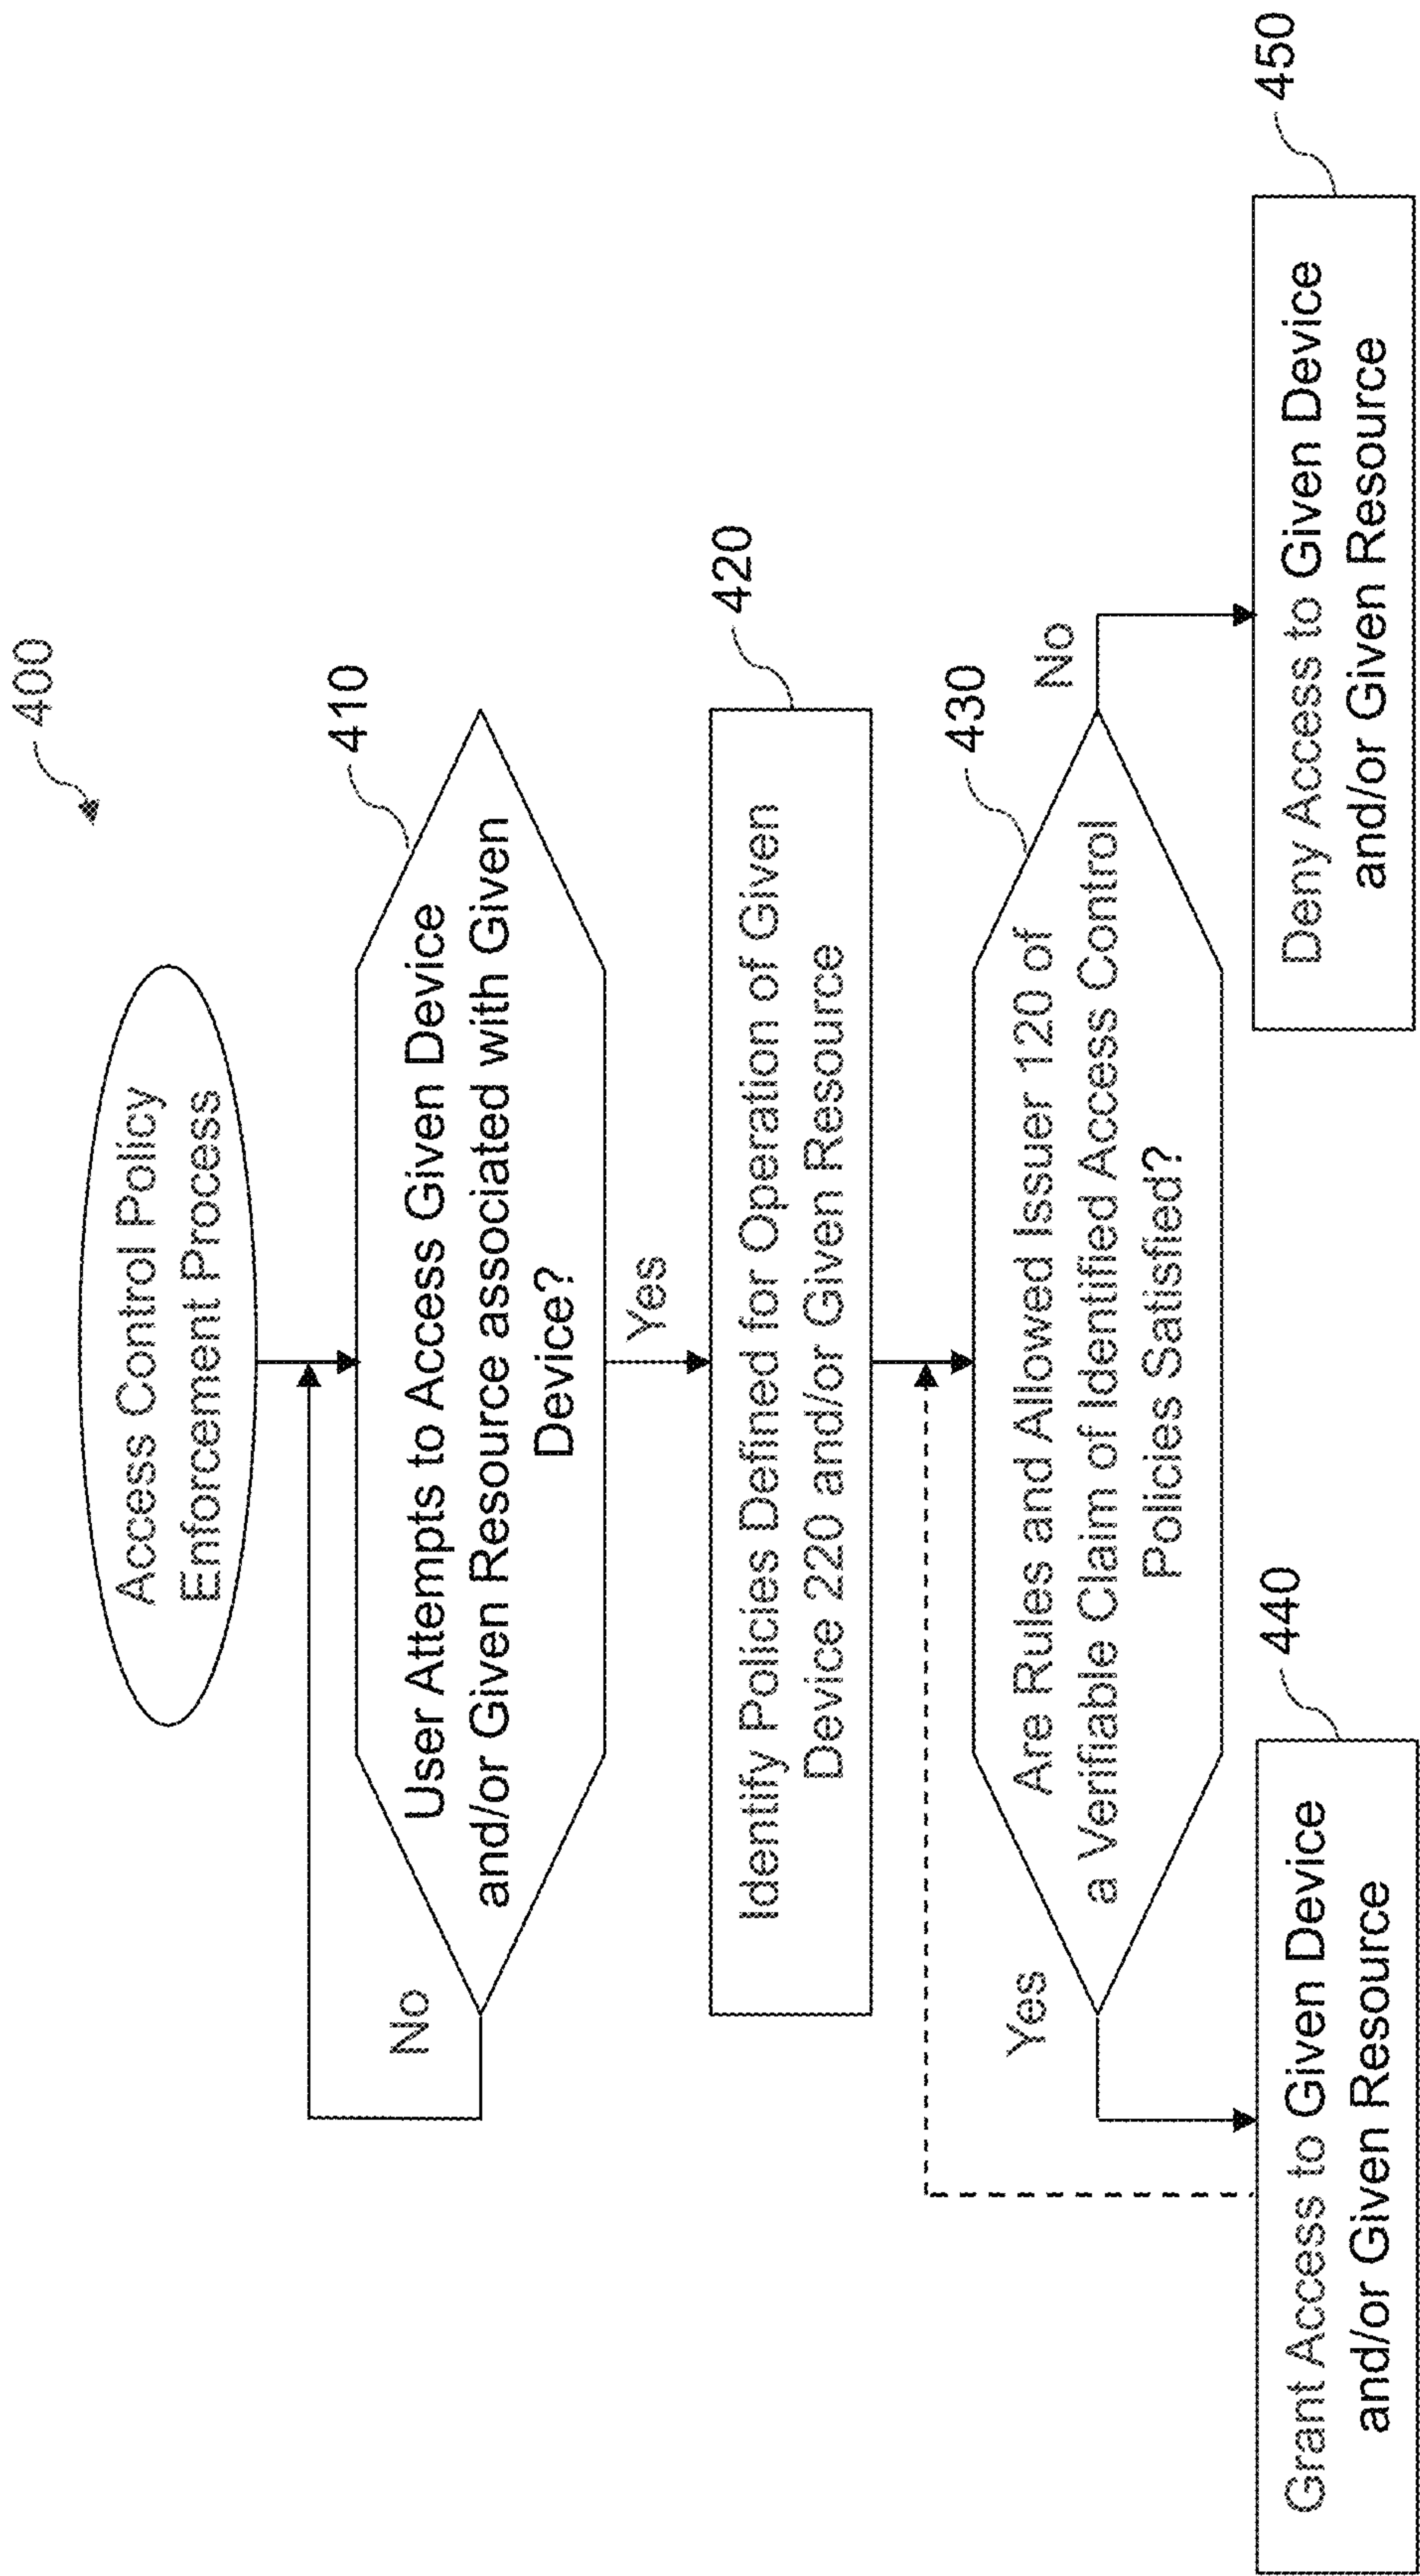 400
Access Control Policy
Enforcement Process
410
User Attempts to Access Given Device
and/or Given Resource associated with Given
Device?
No
Yes
420
Identify Policies Defined for Operation of Given
Device 220 and/or Given Resource
430
Are Rules and Allowed Issuer 120 of
a Verifiable Claim of Identified Access Control
Policies Satisfied?
Yes
No
440
Grant Access to Given Device
and/or Given Resource
450
Deny Access to Given Device
and/or Given Resource